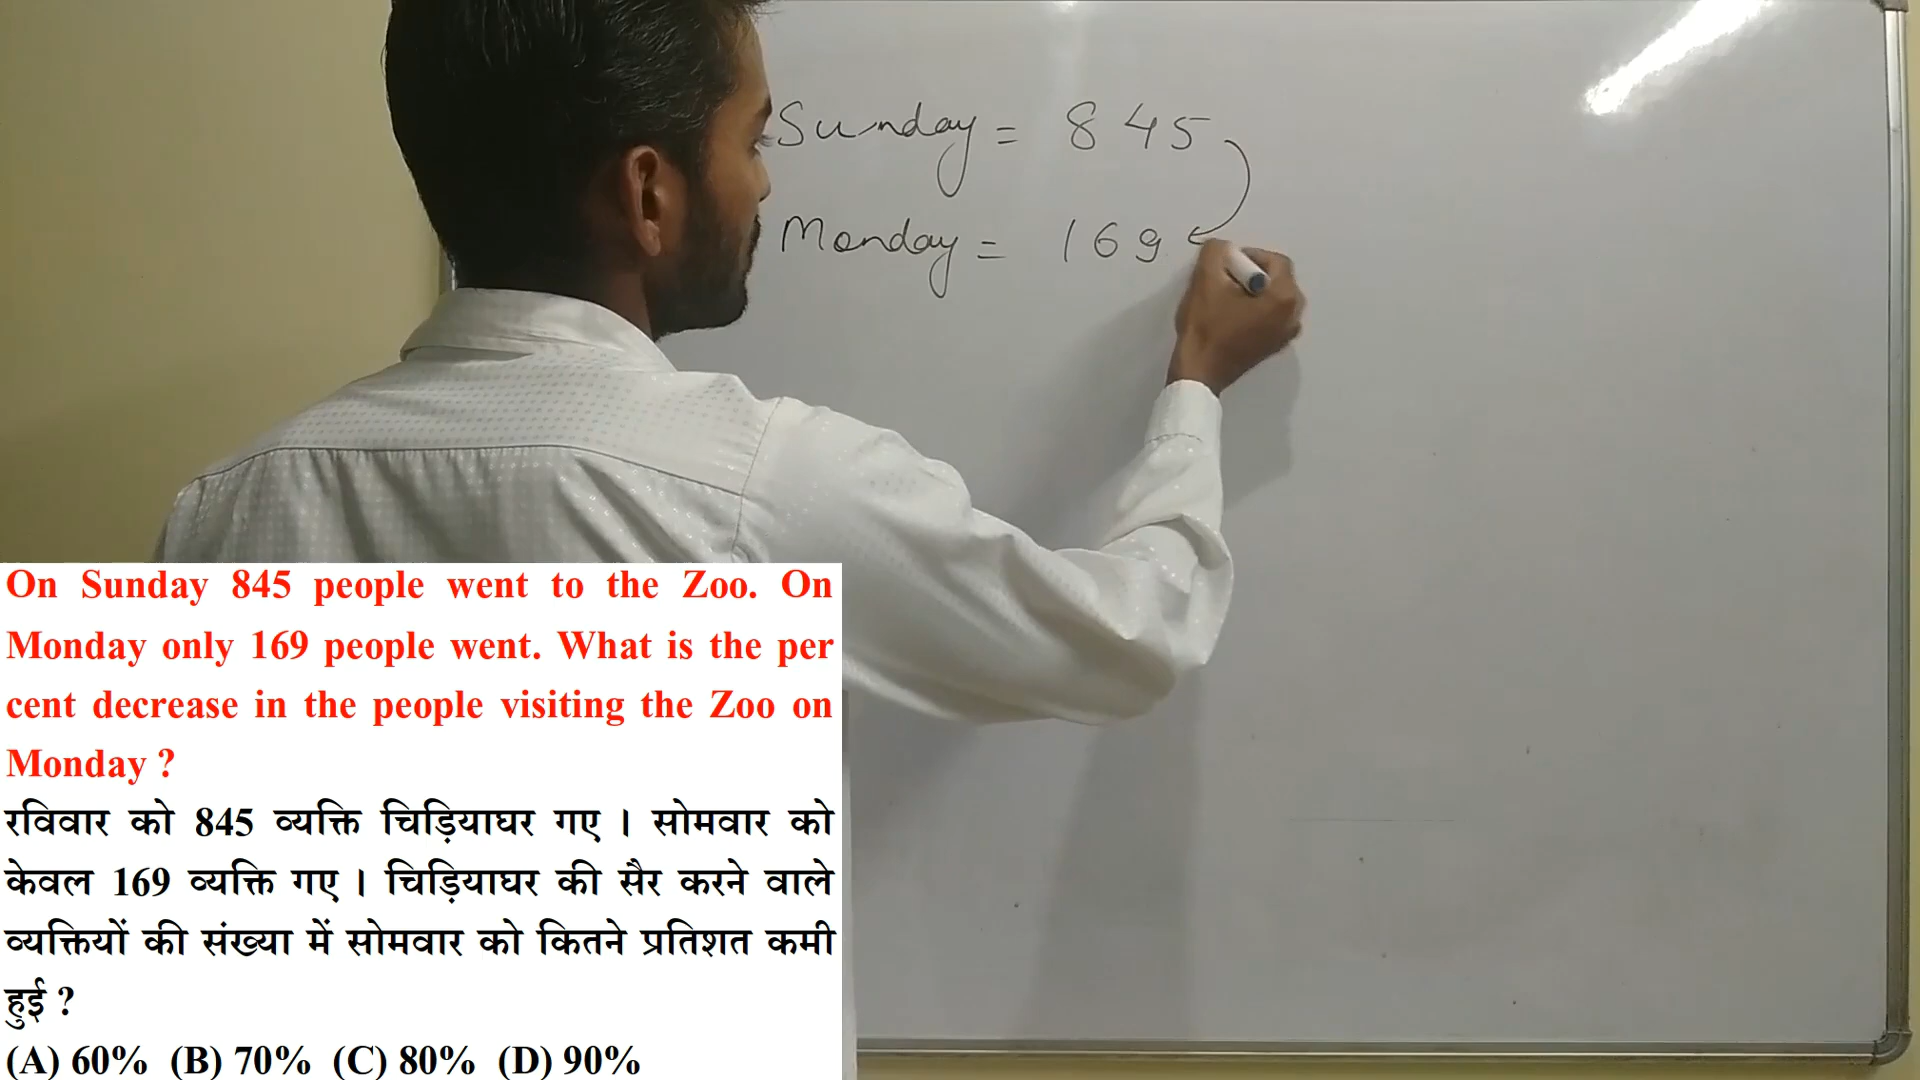 Sunday = 845
Monday = 169
On Sunday 845 people went to the Zoo. On
Monday only 169 people went. What is the per
cent decrease in the people visiting the Zoo on
Monday ?
रविवार को 845 व्यक्ति चिड़ियाघर गए । सोमवार को
केवल 169 व्यक्ति गए । चिड़ियाघर की सैर करने वाले
व्यक्तियों की संख्या में सोमवार को कितने प्रतिशत कमी
हुई ?
(A) 60% (B) 70% (C) 80% (D) 90%